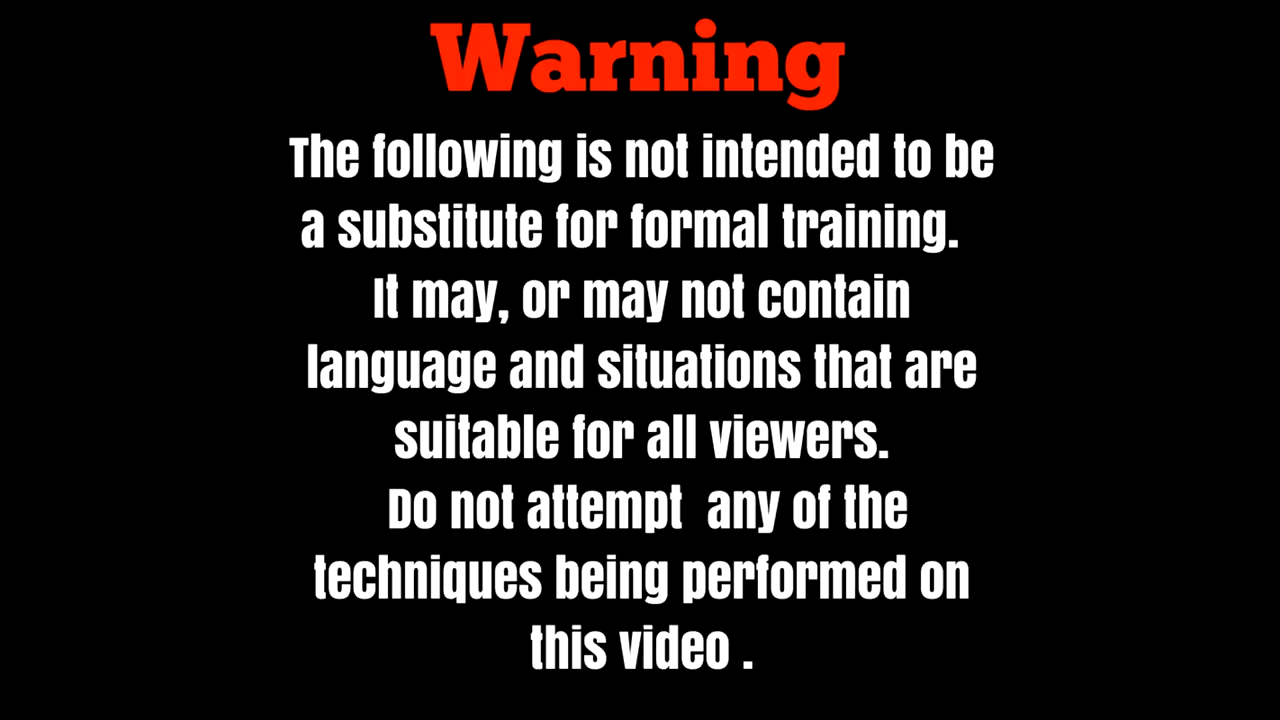 Warning
The following is not intended to be
a substitute for formal training.
It may, or may not contain
language and situations that are
suitable for all viewers.
Do not attempt  any of the
techniques being performed on
this video .